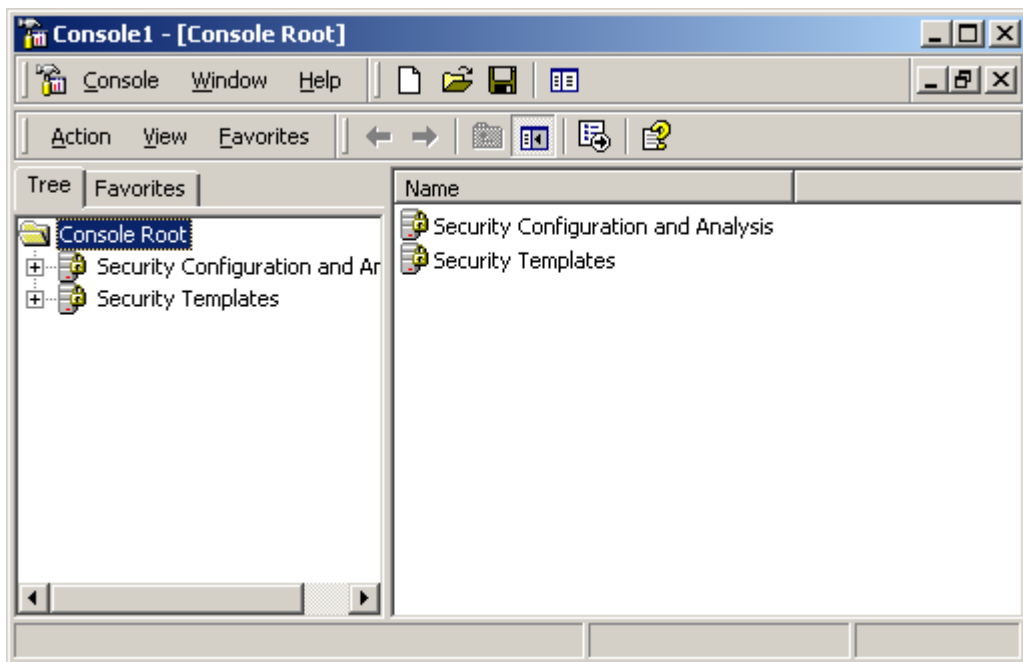 Console1 - [Console Root]
Console Window Help
Action View Favorites
Tree Favorites
Name
Console Root
Security Configuration and Ar
Security Templates
Security Configuration and Analysis
Security Templates